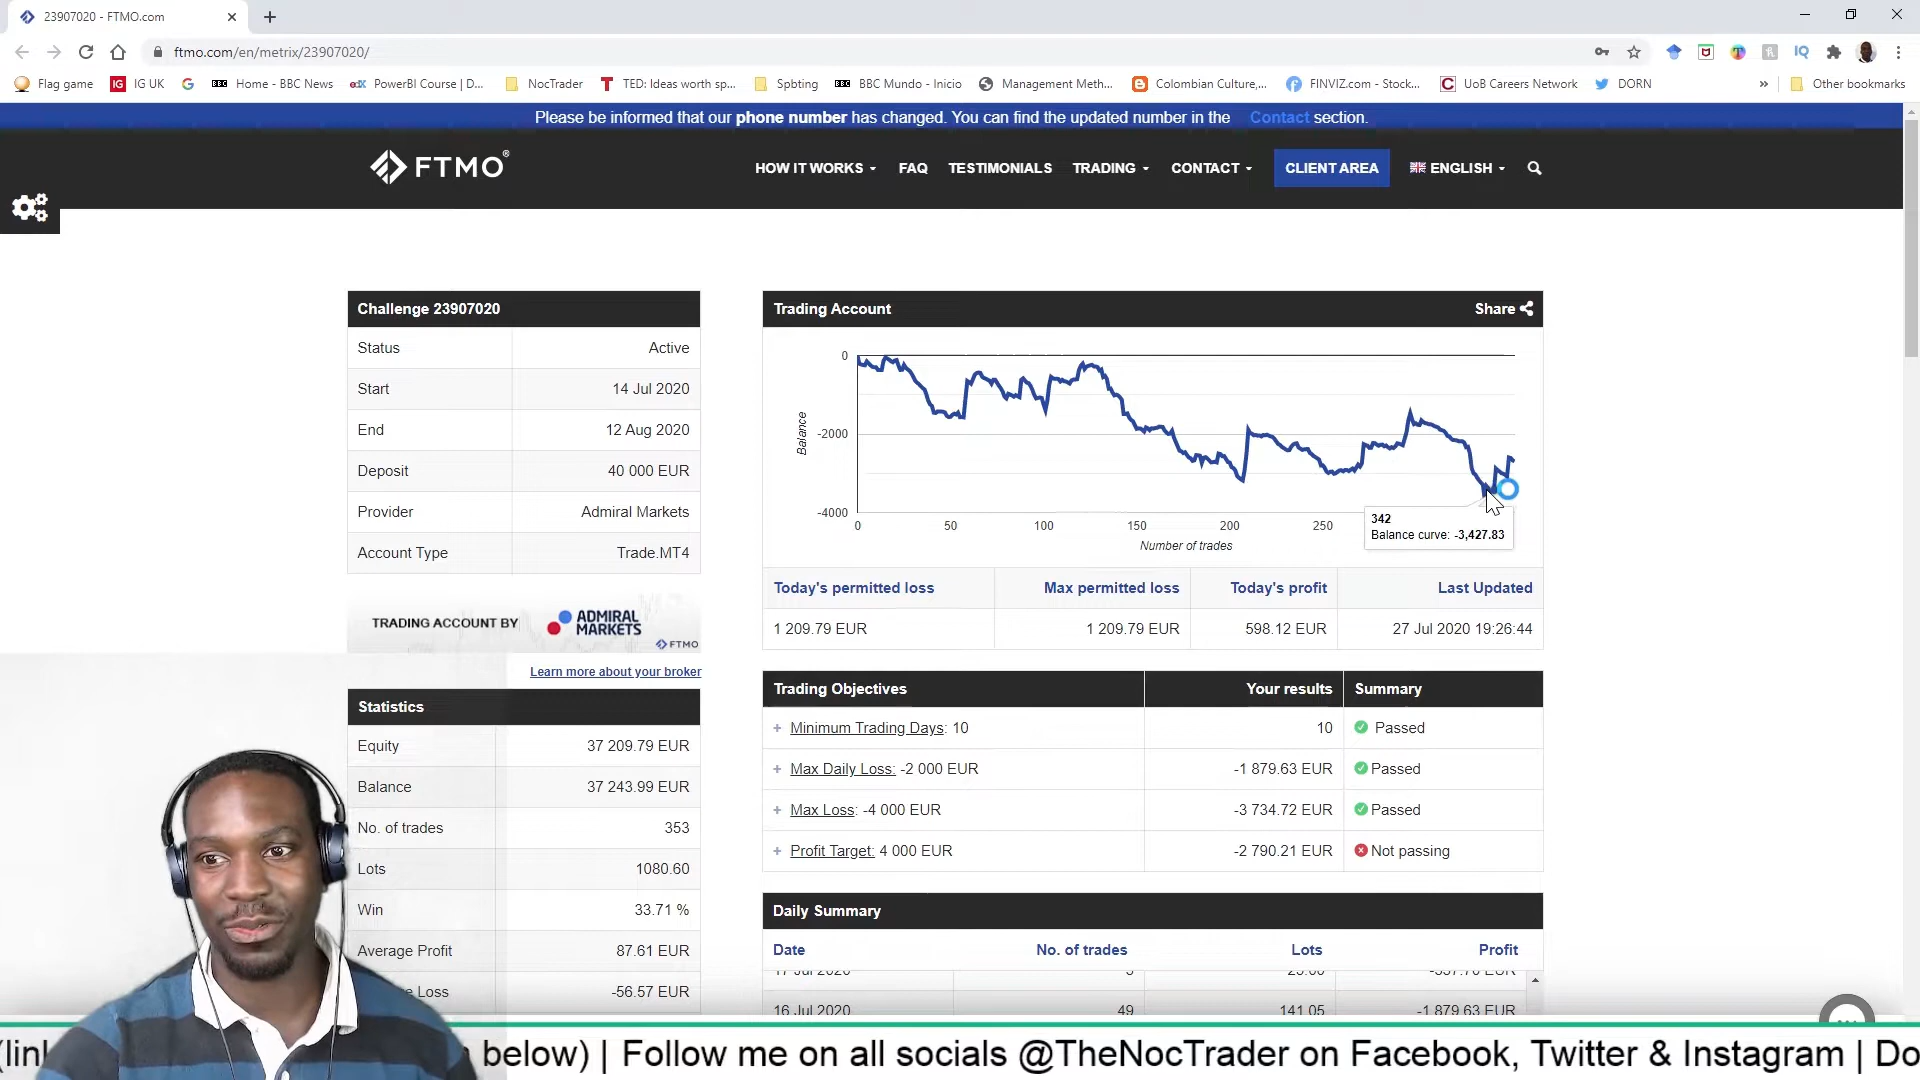 23907020 - FTMO.com
ftmo.com/en/metrix/23907020/
Flag game IG UK Home - BBC News PowerBI Course | D... NocTrader TED: Ideas worth sp... Spbting BBC Mundo - Inicio Management Meth... Colombian Culture,... FINVIZ.com - Stock... UoB Careers Network DORN » Other bookmarks
Please be informed that our phone number has changed. You can find the updated number in the Contact section.
FTMO® HOW IT WORKS FAQ TESTIMONIALS TRADING CONTACT CLIENT AREA ENGLISH
Challenge 23907020
Status Active
Start 14 Jul 2020
End 12 Aug 2020
Deposit 40 000 EUR
Provider Admiral Markets
Account Type Trade.MT4
TRADING ACCOUNT BY ADMIRAL MARKETS
FTMO
Learn more about your broker
Statistics
Equity 37 209.79 EUR
Balance 37 243.99 EUR
No. of trades 353
Lots 1080.60
Win 33.71 %
Average Profit 87.61 EUR
Loss -56.57 EUR
Trading Account Share
0
-2000
-4000
Balance
0 50 100 150 200 250
Number of trades
342
Balance curve: -3,427.83
Today's permitted loss Max permitted loss Today's profit Last Updated
1 209.79 EUR 1 209.79 EUR 598.12 EUR 27 Jul 2020 19:26:44
Trading Objectives Your results Summary
+ Minimum Trading Days: 10 10 Passed
+ Max Daily Loss: -2 000 EUR -1 879.63 EUR Passed
+ Max Loss: -4 000 EUR -3 734.72 EUR Passed
+ Profit Target: 4 000 EUR -2 790.21 EUR Not passing
Daily Summary
Date No. of trades Lots Profit
17 Jul 2020
16 Jul 2020 49 141.05 -1 879.63 EUR
below) | Follow me on all socials @TheNocTrader on Facebook, Twitter & Instagram | Do